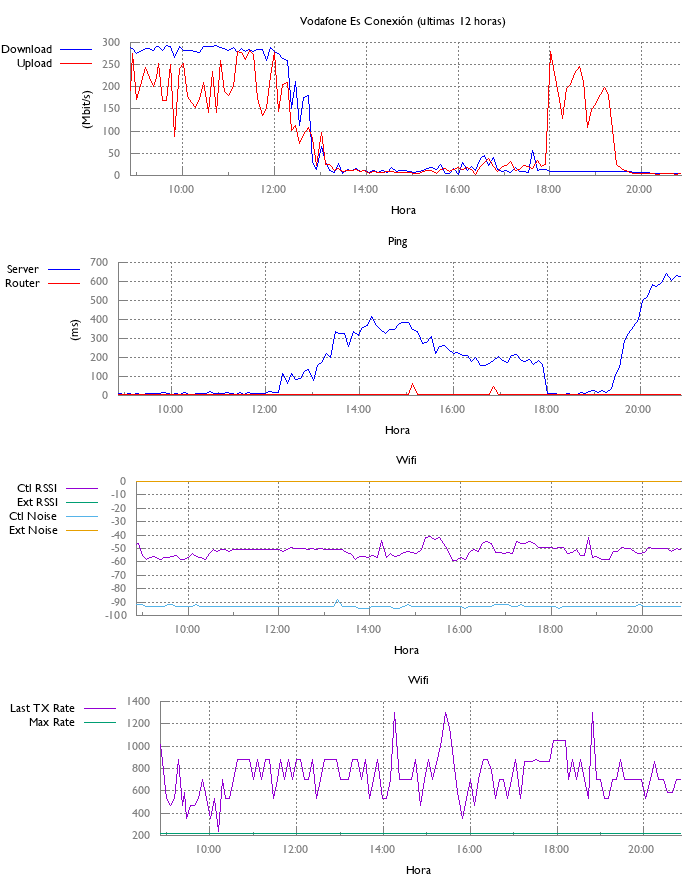 Vodafone Es Conexión (ultimas 12 horas)
Download
Upload
(Mbit/s)
300
250
200
150
100
50
0
10:00 12:00 14:00 16:00 18:00 20:00
Hora
Ping
Server
Router
(ms)
700
600
500
400
300
200
100
0
10:00 12:00 14:00 16:00 18:00 20:00
Hora
Wifi
Ctl RSSI
Ext RSSI
Ctl Noise
Ext Noise
0
-10
-20
-30
-40
-50
-60
-70
-80
-90
-100
10:00 12:00 14:00 16:00 18:00 20:00
Hora
Wifi
Last TX Rate
Max Rate
1400
1200
1000
800
600
400
200
10:00 12:00 14:00 16:00 18:00 20:00
Hora